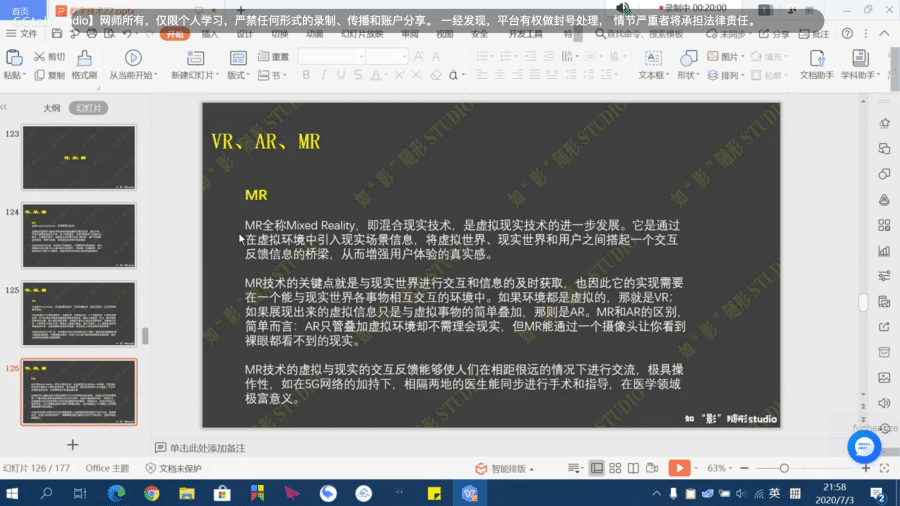 首页
数字技术22.pptx
Studio】网师所有，仅限个人学习，严禁任何形式的录制、传播和账户分享。 一经发现，平台有权做封号处理， 情节严重者将承担法律责任。
录制中 00:20:00
文件
开始 插入 设计 切换 动画 幻灯片放映 审阅 视图 安全 开发工具 特
查找命令、搜索模板
未同步 分享 批注
粘贴 剪切 复制 格式刷 从当前开始 新建幻灯片 版式 重置 节
B I U S A
文本框 形状 图片 排列 填充 轮廓 文档助手 学科助手
大纲 幻灯片
123
124
125
126
VR、AR、MR
MR
MR全称Mixed Reality，即混合现实技术，是虚拟现实技术的进一步发展。它是通过
在虚拟环境中引入现实场景信息，将虚拟世界、现实世界和用户之间搭起一个交互
反馈信息的桥梁，从而增强用户体验的真实感。
MR技术的关键点就是与现实世界进行交互和信息的及时获取，也因此它的实现需要
在一个能与现实世界各事物相互交互的环境中。如果环境都是虚拟的，那就是VR；
如果展现出来的虚拟信息只是与虚拟事物的简单叠加，那则是AR。MR和AR的区别，
简单而言：AR只管叠加虚拟环境却不需理会现实，但MR能通过一个摄像头让你看到
裸眼都看不到的现实。
MR技术的虚拟与现实的交互反馈能够使人们在相距很远的情况下进行交流，极具操
作性，如在5G网络的加持下，相隔两地的医生能同步进行手术和指导，在医学领域
极富意义。
如“影”随形studio
单击此处添加备注
幻灯片 126 / 177 Office 主题 文档未保护 智能排版 63%
英
21:58
2020/7/3
2